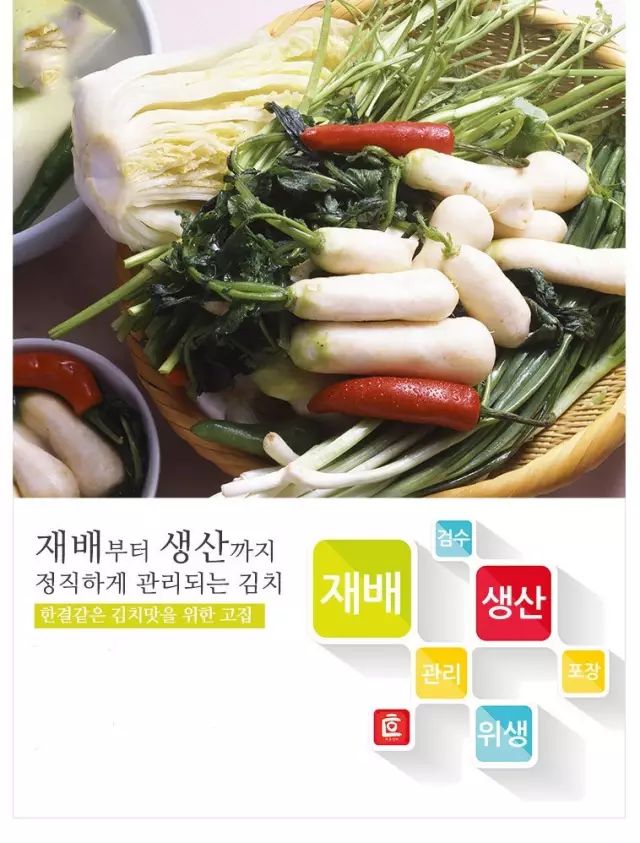 재배부터 생산까지
정직하게 관리되는 김치
한결같은 김치맛을 위한 고집
검수
재배
생산
관리
포장
위생